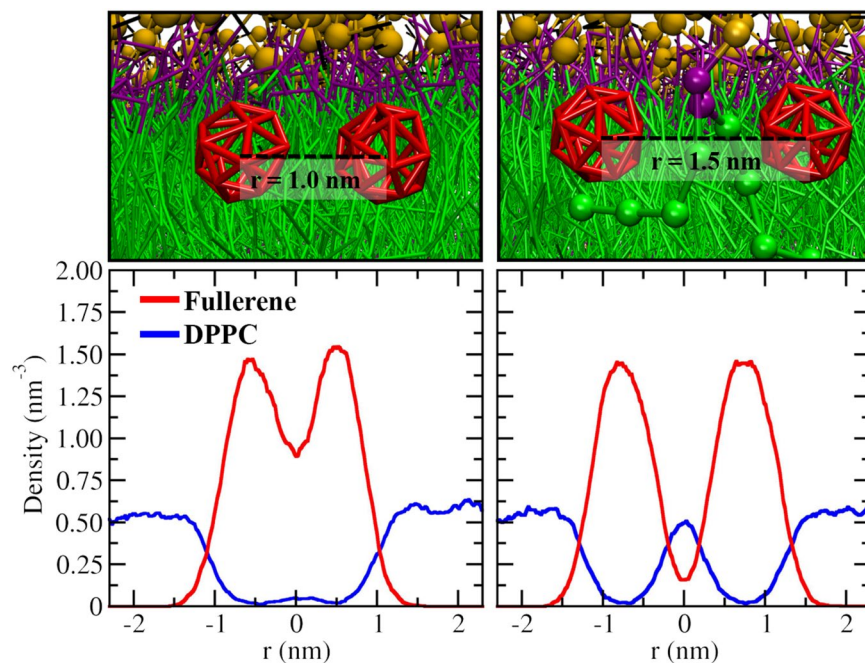 r = 1.0 nm
r = 1.5 nm
2.00
1.75
1.50
1.25
1.00
0.75
0.50
0.25
0
Density (nm-3)
Fullerene
DPPC
-2 -1 0 1 2
r (nm)
-2 -1 0 1 2
r (nm)